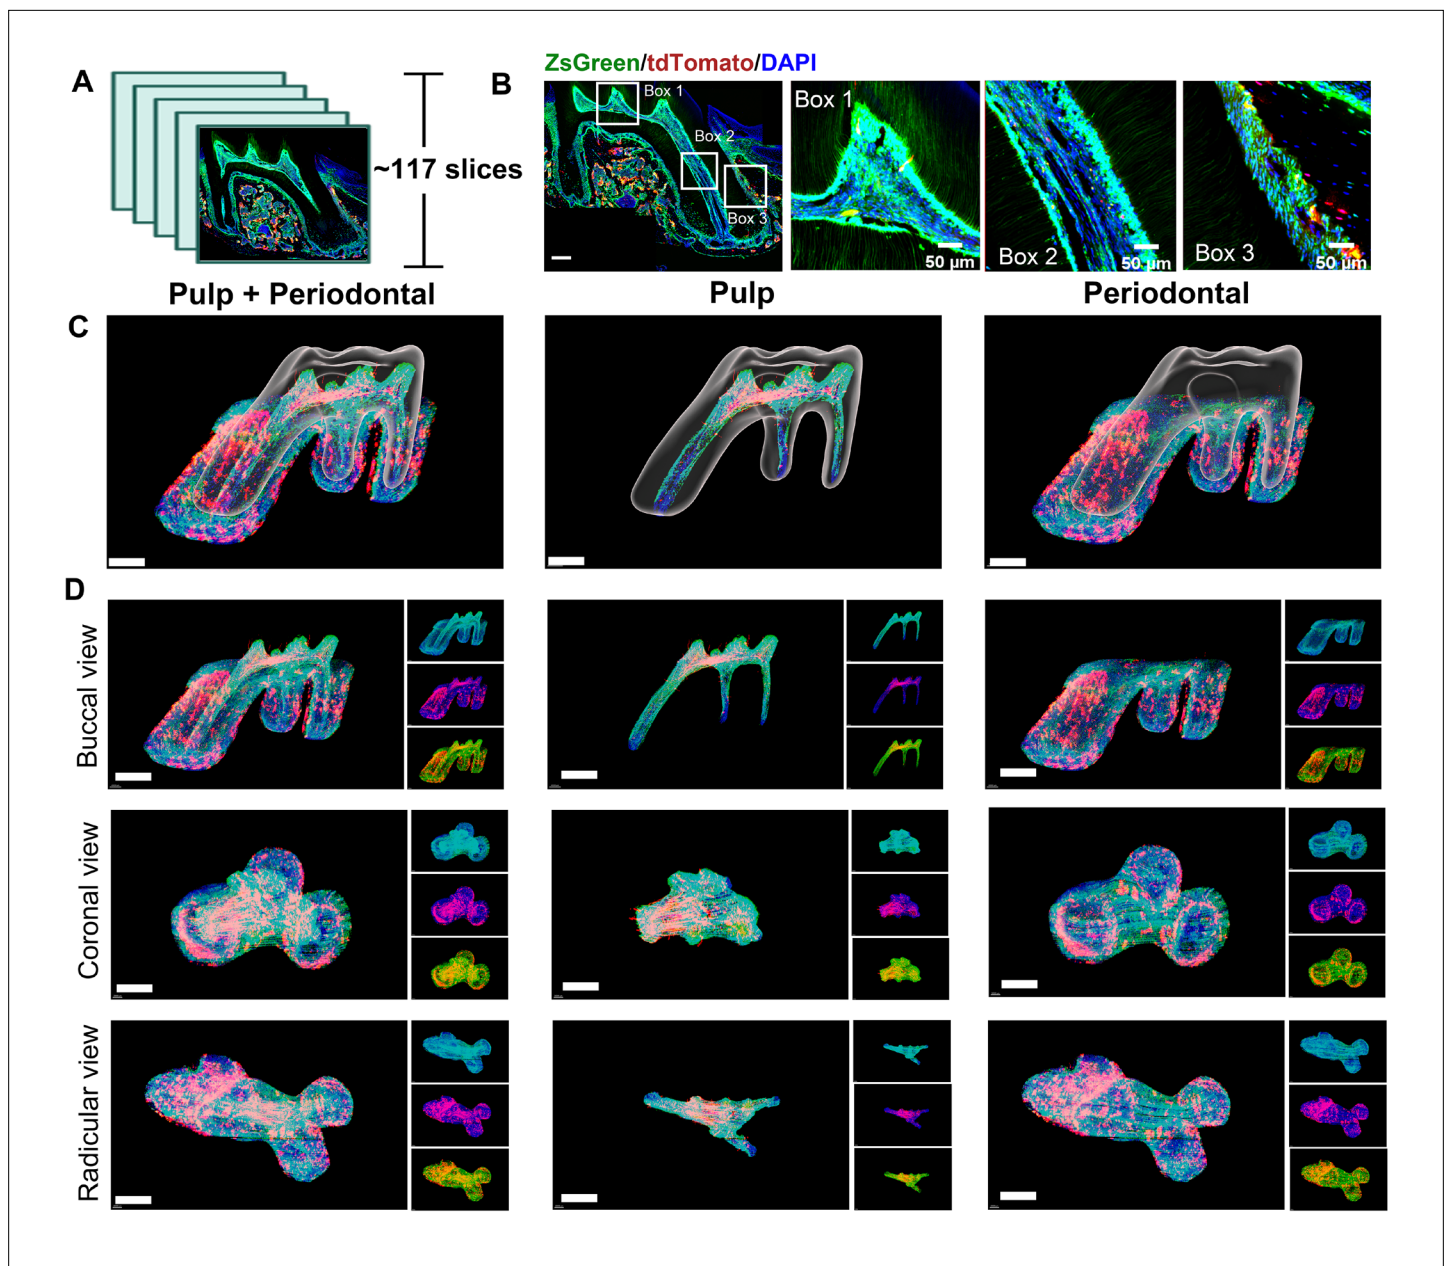 A
~117 slices
B
ZsGreen/tdTomato/DAPI
Box 1
Box 2
Box 3
Box 1
50 µm
Box 2
50 µm
Box 3
50 µm
Pulp + Periodontal
Pulp
Periodontal
C
D
Buccal view
Coronal view
Radicular view